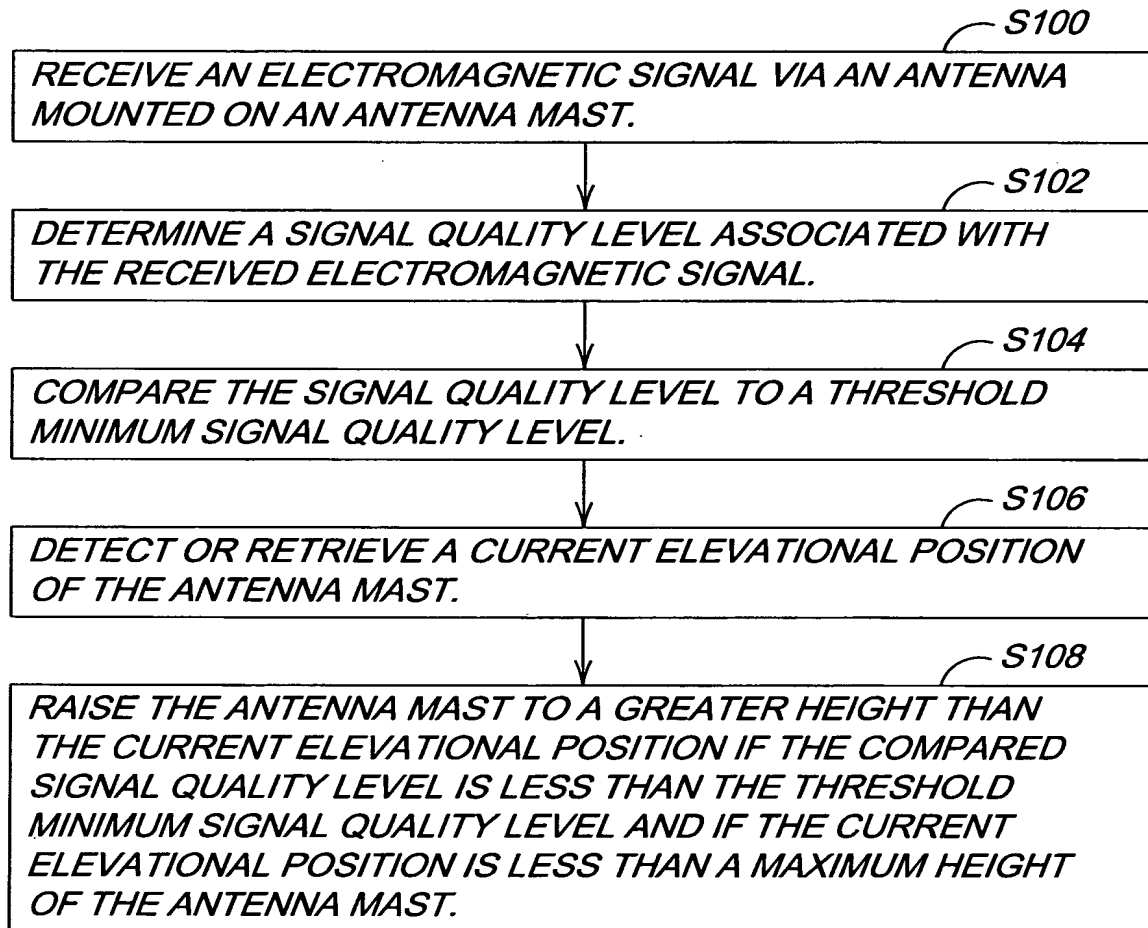 S100
RECEIVE AN ELECTROMAGNETIC SIGNAL VIA AN ANTENNA
MOUNTED ON AN ANTENNA MAST.
S102
DETERMINE A SIGNAL QUALITY LEVEL ASSOCIATED WITH
THE RECEIVED ELECTROMAGNETIC SIGNAL.
S104
COMPARE THE SIGNAL QUALITY LEVEL TO A THRESHOLD
MINIMUM SIGNAL QUALITY LEVEL.
S106
DETECT OR RETRIEVE A CURRENT ELEVATIONAL POSITION
OF THE ANTENNA MAST.
S108
RAISE THE ANTENNA MAST TO A GREATER HEIGHT THAN
THE CURRENT ELEVATIONAL POSITION IF THE COMPARED
SIGNAL QUALITY LEVEL IS LESS THAN THE THRESHOLD
MINIMUM SIGNAL QUALITY LEVEL AND IF THE CURRENT
ELEVATIONAL POSITION IS LESS THAN A MAXIMUM HEIGHT
OF THE ANTENNA MAST.